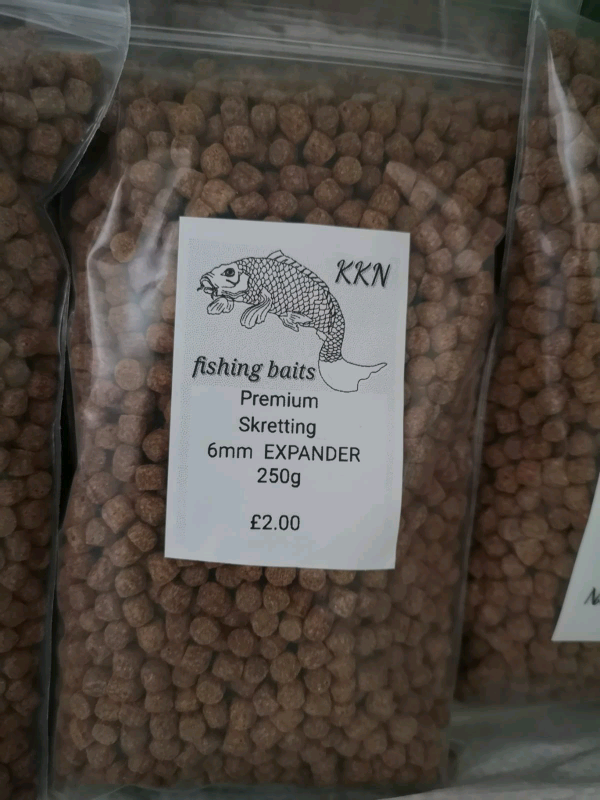 KKN
fishing baits
Premium
Skretting
6mm EXPANDER
250g
£2.00